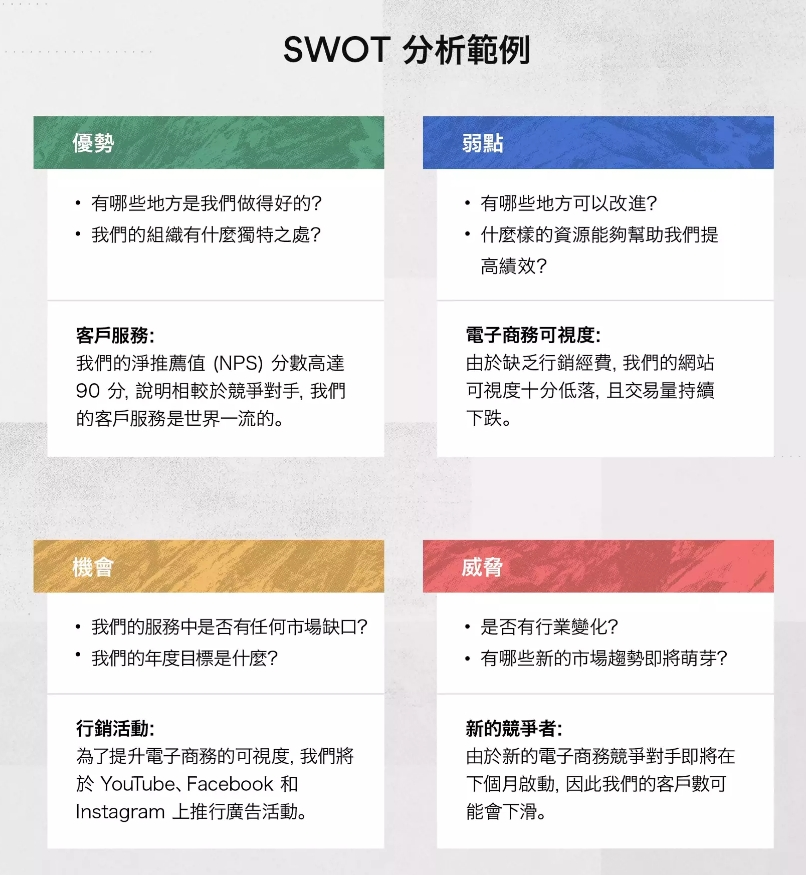 SWOT 分析範例
優勢
• 有哪些地方是我們做得好的?
• 我們的組織有什麼獨特之處?
客戶服務:
我們的淨推薦值 (NPS) 分數高達
90 分, 說明相較於競爭對手, 我們
的客戶服務是世界一流的。
弱點
• 有哪些地方可以改進?
• 什麼樣的資源能夠幫助我們提
高績效?
電子商務可視度:
由於缺乏行銷經費, 我們的網站
可視度十分低落, 且交易量持續
下跌。
機會
• 我們的服務中是否有任何市場缺口?
• 我們的年度目標是什麼?
行銷活動:
為了提升電子商務的可視度, 我們將
於 YouTube、Facebook 和
Instagram 上推行廣告活動。
威脅
• 是否有行業變化?
• 有哪些新的市場趨勢即將萌芽?
新的競爭者:
由於新的電子商務競爭對手即將在
下個月啟動, 因此我們的客戶數可
能會下滑。